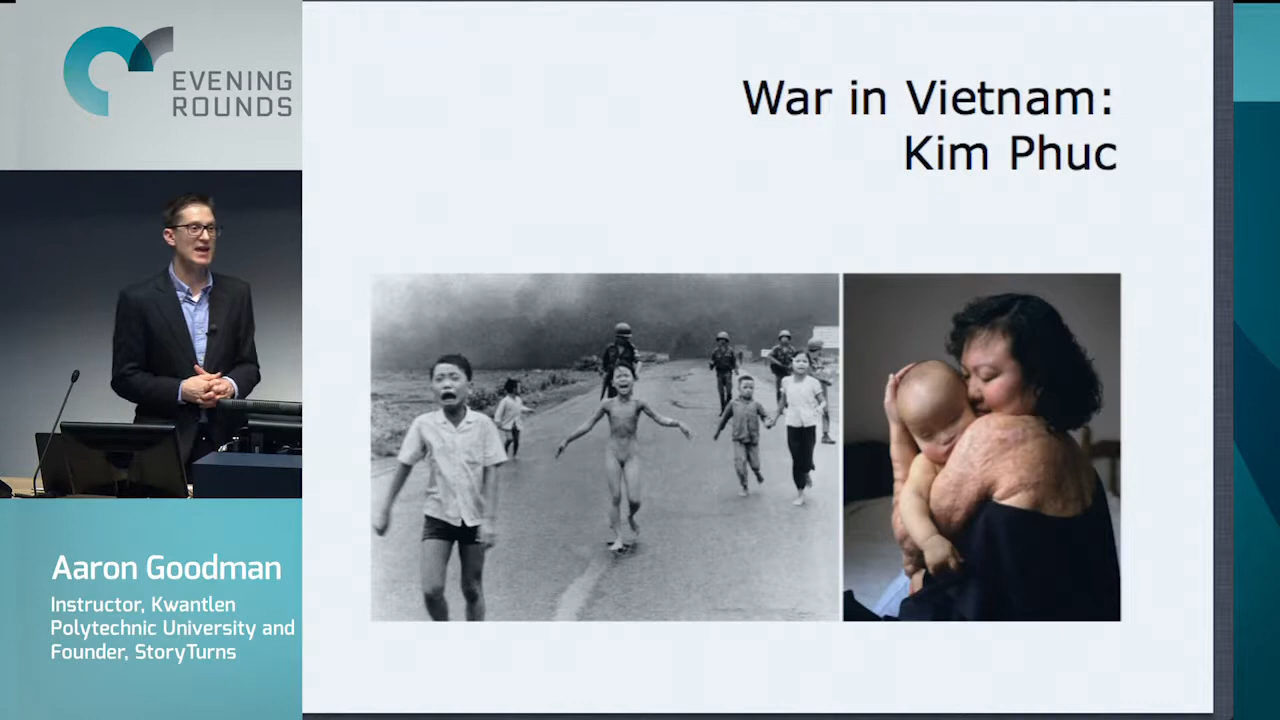 EVENING
ROUNDS
War in Vietnam:
Kim Phuc
Aaron Goodman
Instructor, Kwantlen
Polytechnic University and
Founder, StoryTurns